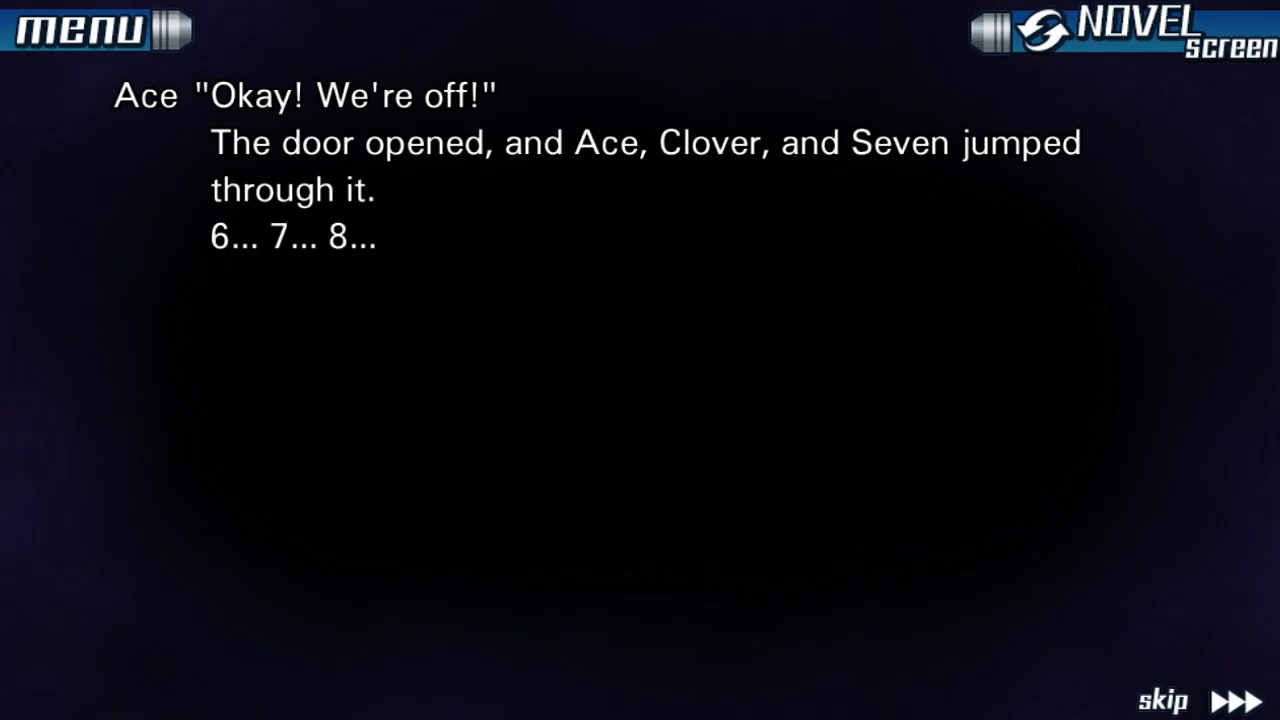 menu
NOVEL
screen
Ace "Okay! We're off!"
The door opened, and Ace, Clover, and Seven jumped
through it.
6... 7... 8...
skip